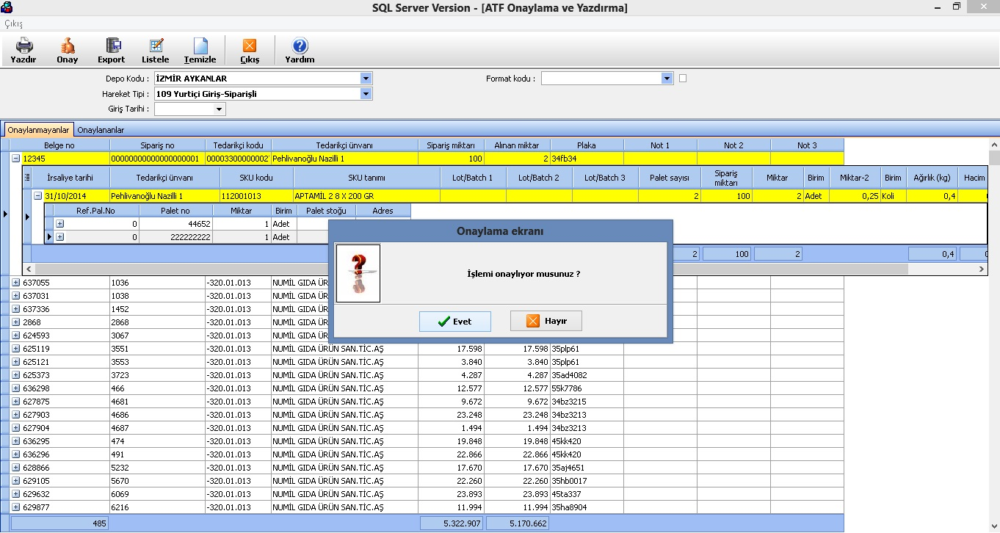 SQL Server Version - [ATF Onaylama ve Yazdırma]
Çıkış
Yazdır Onay Export Listele Temizle Çıkış Yardım
Depo Kodu : İZMİR AYKANLAR Format kodu :
Hareket Tipi : 109 Yurtiçi Giriş-Siparişli
Giriş Tarihi :
Onaylanmayanlar Onaylananlar
Belge no Sipariş no Tedarikçi kodu Tedarikçi ünvanı Sipariş miktarı Alınan miktar Plaka Not 1 Not 2 Not 3
12345 00000000000000000001 00003300000002 Pehlivanoğlu Nazilli 1 100 2 34fb34
İrsaliye tarihi Tedarikçi ünvanı SKU kodu SKU tanımı Lot/Batch 1 Lot/Batch 2 Lot/Batch 3 Palet sayısı Sipariş miktarı Miktar Birim Miktar-2 Birim Ağırlık (kg) Hacim
31/10/2014 Pehlivanoğlu Nazilli 1 112001013 APTAMİL 2 8 X 200 GR 2 100 2 Adet 0,25 Koli 0,4
Ref.Pal.No Palet no Miktar Birim Palet stoğu Adres
0 44652 1 Adet
0 222222222 1 Adet
2 100 2 0,4
Onaylama ekranı
İşlemi onaylıyor musunuz ?
Evet Hayır
637055 1036 -320.01.013 NUMİL GIDA ÜR
637031 1038 -320.01.013 NUMİL GIDA ÜR
637336 1452 -320.01.013 NUMİL GIDA ÜR
2868 2868 -320.01.013 NUMİL GIDA ÜR
624593 3067 -320.01.013 NUMİL GIDA ÜR
625119 3551 -320.01.013 NUMİL GIDA ÜRÜN SAN.TİC.AŞ 17.598 17.598 35plp61
625121 3553 -320.01.013 NUMİL GIDA ÜRÜN SAN.TİC.AŞ 3.840 3.840 35plp61
625373 3723 -320.01.013 NUMİL GIDA ÜRÜN SAN.TİC.AŞ 4.287 4.287 35ad4082
636298 466 -320.01.013 NUMİL GIDA ÜRÜN SAN.TİC.AŞ 12.577 12.577 55k7786
627875 4681 -320.01.013 NUMİL GIDA ÜRÜN SAN.TİC.AŞ 9.672 9.672 34bz3215
627903 4686 -320.01.013 NUMİL GIDA ÜRÜN SAN.TİC.AŞ 23.248 23.248 34bz3213
627904 4687 -320.01.013 NUMİL GIDA ÜRÜN SAN.TİC.AŞ 1.494 1.494 34bz3213
636295 474 -320.01.013 NUMİL GIDA ÜRÜN SAN.TİC.AŞ 19.848 19.848 45kk420
636296 491 -320.01.013 NUMİL GIDA ÜRÜN SAN.TİC.AŞ 22.866 22.866 45kk420
628866 5232 -320.01.013 NUMİL GIDA ÜRÜN SAN.TİC.AŞ 17.670 17.670 35aj4651
629105 5670 -320.01.013 NUMİL GIDA ÜRÜN SAN.TİC.AŞ 22.260 22.260 35hb0017
629632 6069 -320.01.013 NUMİL GIDA ÜRÜN SAN.TİC.AŞ 23.893 23.893 45ta337
629877 6216 -320.01.013 NUMİL GIDA ÜRÜN SAN.TİC.AŞ 11.994 11.994 35ha8904
485 5.322.907 5.170.662